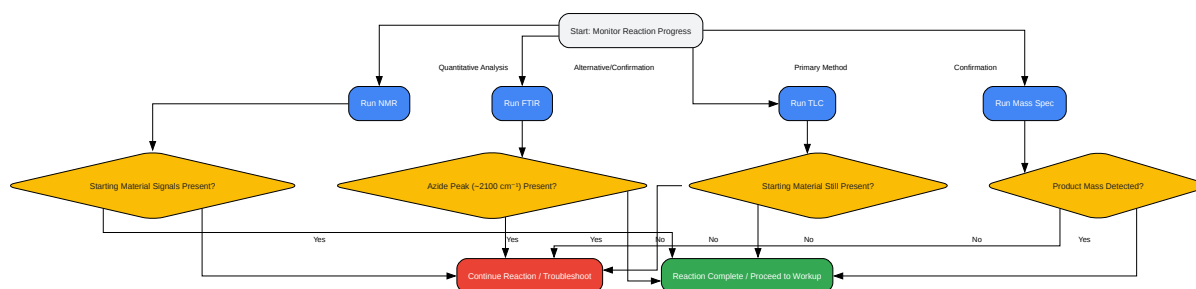 Start: Monitor Reaction Progress
Quantitative Analysis
Alternative/Confirmation
Primary Method
Confirmation
Run NMR
Run FTIR
Run TLC
Run Mass Spec
Starting Material Signals Present?
Azide Peak (~2100 cm⁻¹) Present?
Starting Material Still Present?
Product Mass Detected?
Yes
Yes
Yes
No
No
No
No
Yes
Continue Reaction / Troubleshoot
Reaction Complete / Proceed to Workup